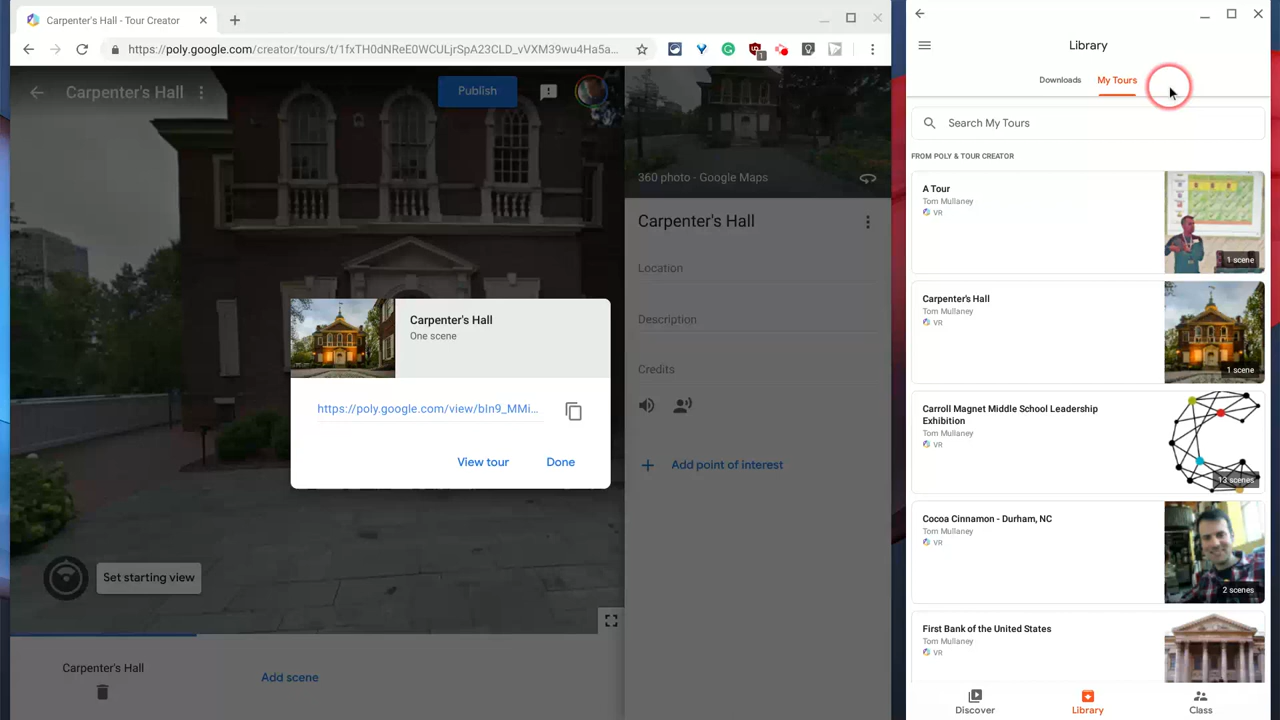 Carpenter's Hall - Tour Creator
https://poly.google.com/creator/tours/t/1fxTH0dNReE0WCULjrSpA23CLD_vVXM39wu4Ha5a...
1
Carpenter's Hall
Publish
360 photo - Google Maps
Carpenter's Hall
Location
Description
Credits
Add point of interest
Carpenter's Hall
One scene
https://poly.google.com/view/bIn9_MMi...
View tour
Done
Set starting view
Carpenter's Hall
Add scene
Library
Downloads
My Tours
Search My Tours
FROM POLY & TOUR CREATOR
A Tour
Tom Mullaney
VR
1 scene
Carpenter's Hall
Tom Mullaney
VR
1 scene
Carroll Magnet Middle School Leadership
Exhibition
Tom Mullaney
VR
13 scenes
Cocoa Cinnamon - Durham, NC
Tom Mullaney
VR
2 scenes
First Bank of the United States
Tom Mullaney
VR
Discover
Library
Class